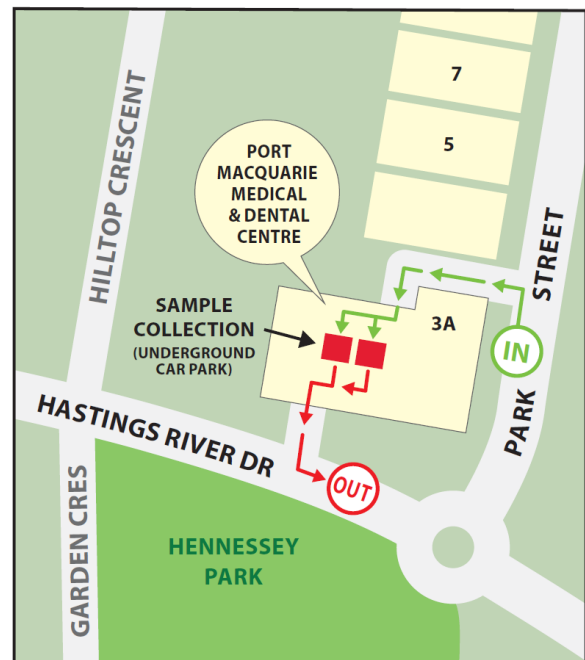 7
5
PORT
MACQUARIE
MEDICAL
& DENTAL
CENTRE
HILLTOP CRESCENT
STREET
PARK
SAMPLE
COLLECTION
(UNDERGROUND
CAR PARK)
3A
IN
HASTINGS RIVER DR
OUT
GARDEN CRES
HENNESSEY
PARK